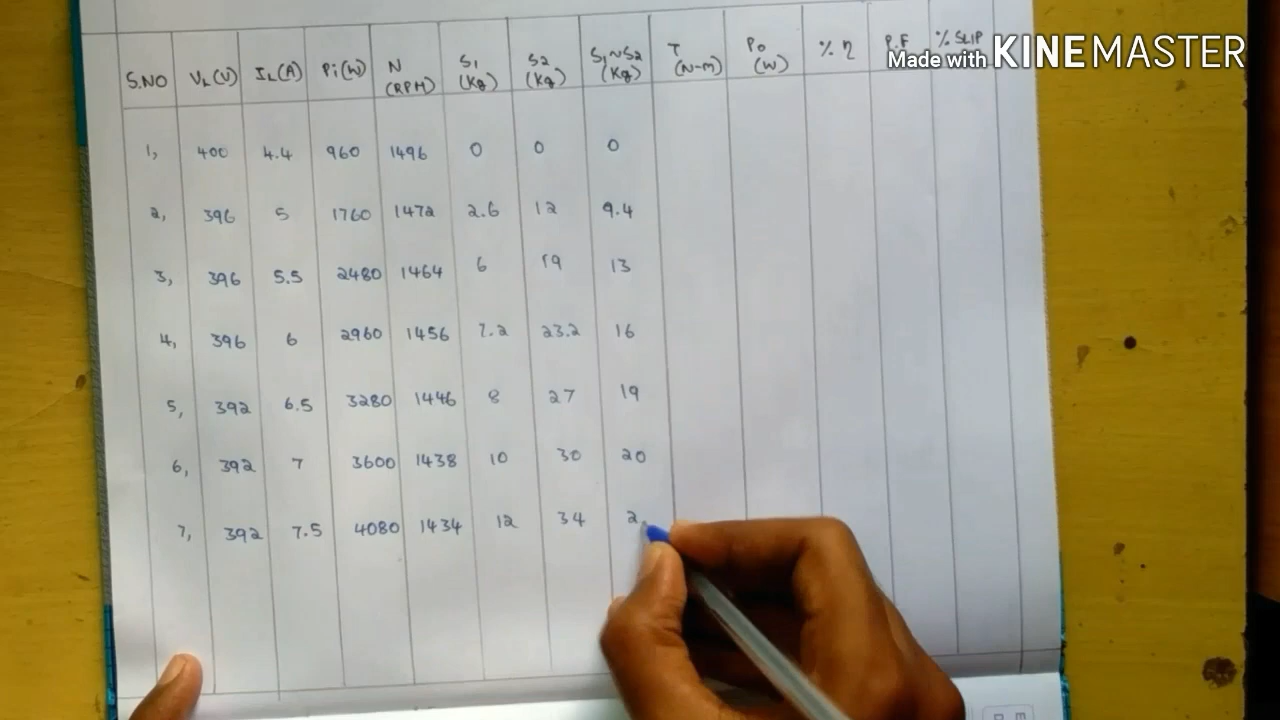 Made with KINEMASTER
S.NO VL(V) IL(A) Pi(W) N (RPM) S1 (Kg) S2 (Kg) S1~S2 (Kg) T (N-m) Po (W) % η P.F % SLIP
1, 400 4.4 960 1496 0 0 0
2, 396 5 1760 1472 2.6 12 9.4
3, 396 5.5 2480 1464 6 19 13
4, 396 6 2960 1456 7.2 23.2 16
5, 392 6.5 3280 1446 8 27 19
6, 392 7 3600 1438 10 30 20
7, 392 7.5 4080 1434 12 34 2